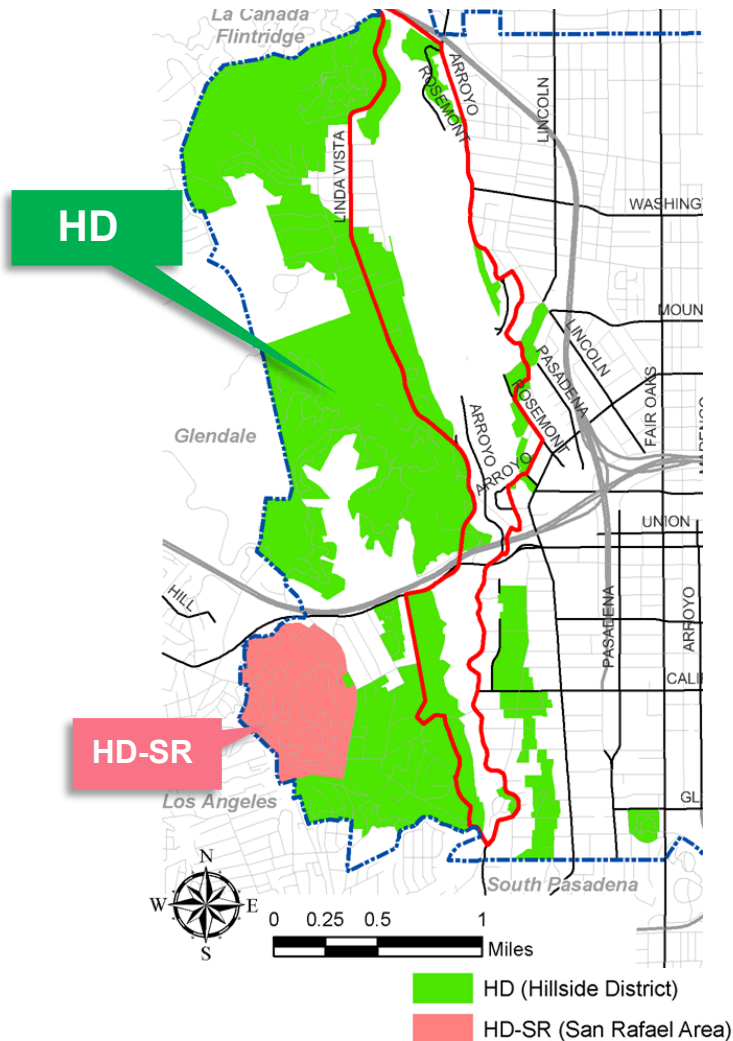 La Canada
Flintridge
ARROYO
ROSEMONT
LINCOLN
LINDA VISTA
WASHING
HD
MOUN
LINCOLN
PASADENA
ROSEMONT
FAIR OAKS
ARROYO
ARROYO
Glendale
UNION
HILL
PASADENA
ARROYO
CALI
HD-SR
Los Angeles
GL
South Pasadena
N
W
E
S
0 0.25 0.5 1
Miles
HD (Hillside District)
HD-SR (San Rafael Area)